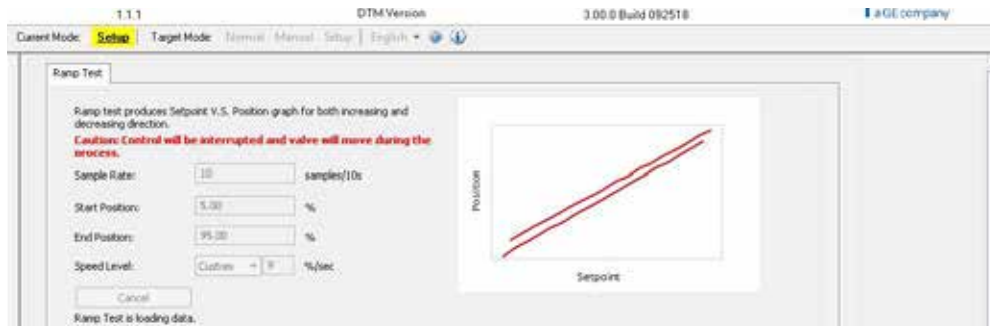 1.1.1 DTM Version 3.00.0 Build 092518 a GE company
Current Mode: Setup Target Mode: Normal Manual Setup English
Ramp Test
Ramp test produces Setpoint V.S. Position graph for both increasing and
decreasing direction.
Caution: Control will be interrupted and valve will move during the
process.
Sample Rate: 10 samples/10s
Start Position: 5.00 %
End Position: 95.00 %
Speed Level: Custom 9 %/sec
Cancel
Ramp Test is loading data.
Position
Setpoint